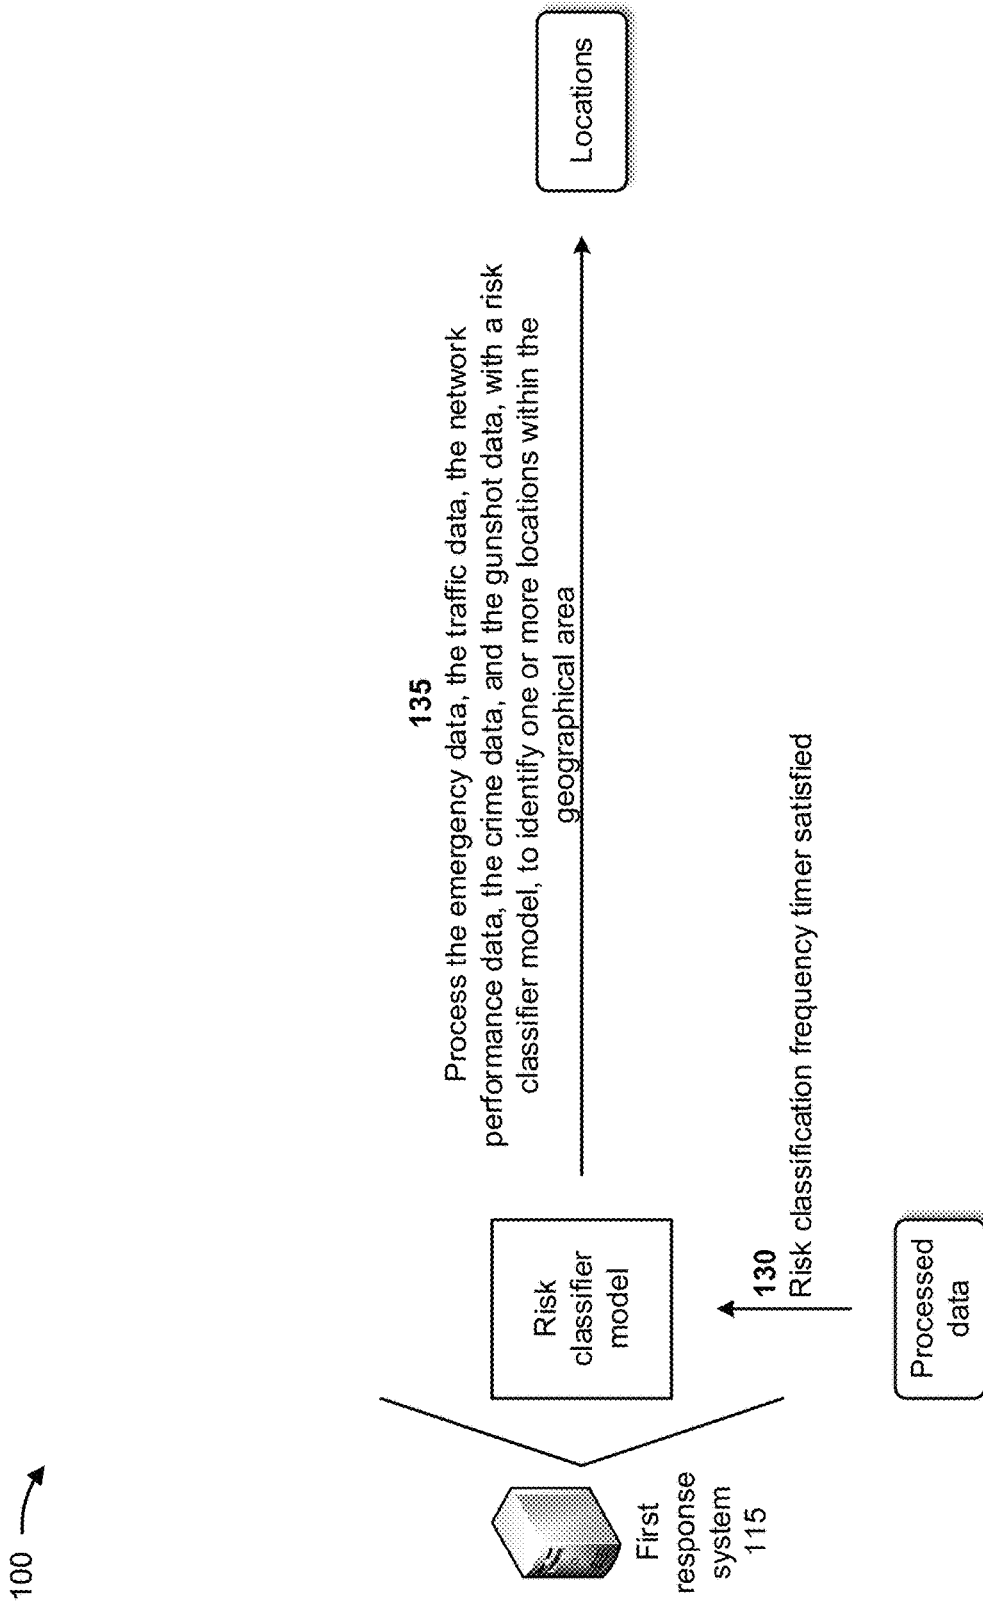 100
135
Process the emergency data, the traffic data, the network
performance data, the crime data, and the gunshot data, with a risk
classifier model, to identify one or more locations within the
geographical area
Locations
Risk
classifier
model
First
response
system
115
130
Risk classification frequency timer satisfied
Processed
data